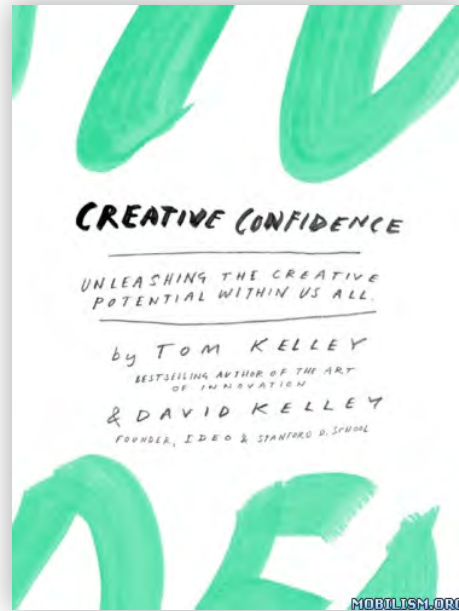 CREATIVE CONFIDENCE
UNLEASHING THE CREATIVE
POTENTIAL WITHIN US ALL.
by TOM KELLEY
BESTSELLING AUTHOR OF THE ART
OF INNOVATION
& DAVID KELLEY
FOUNDER, IDEO & STANFORD D. SCHOOL
MOBILISM.ORG